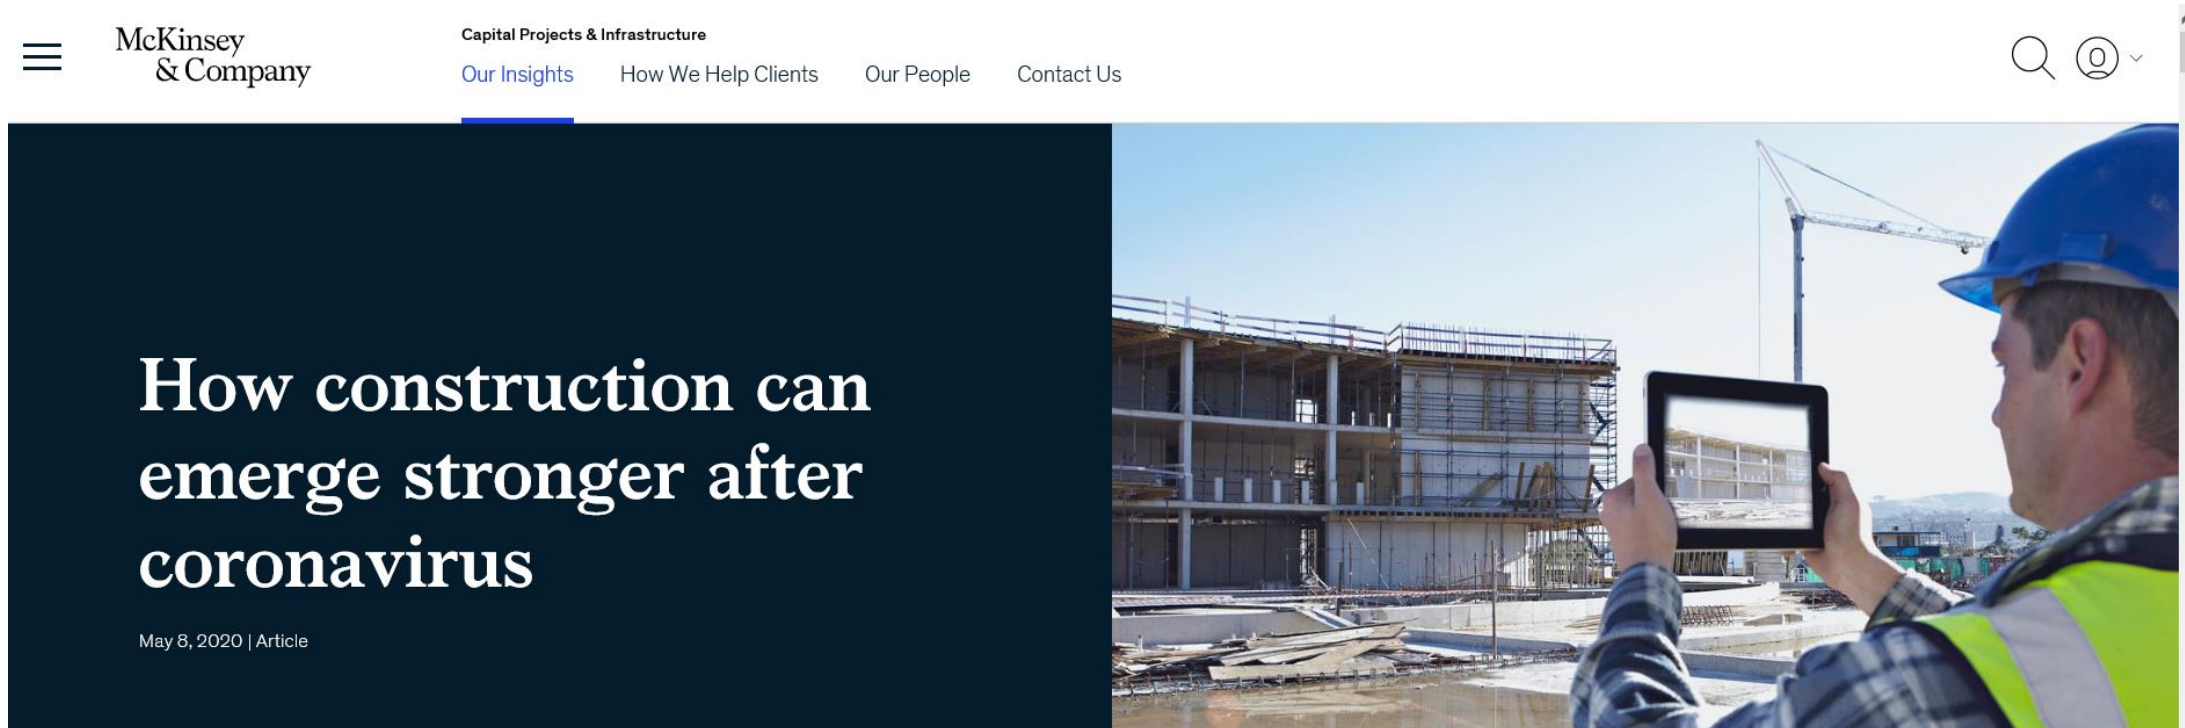 McKinsey
& Company
Capital Projects & Infrastructure
Our Insights How We Help Clients Our People Contact Us
How construction can
emerge stronger after
coronavirus
May 8, 2020 | Article